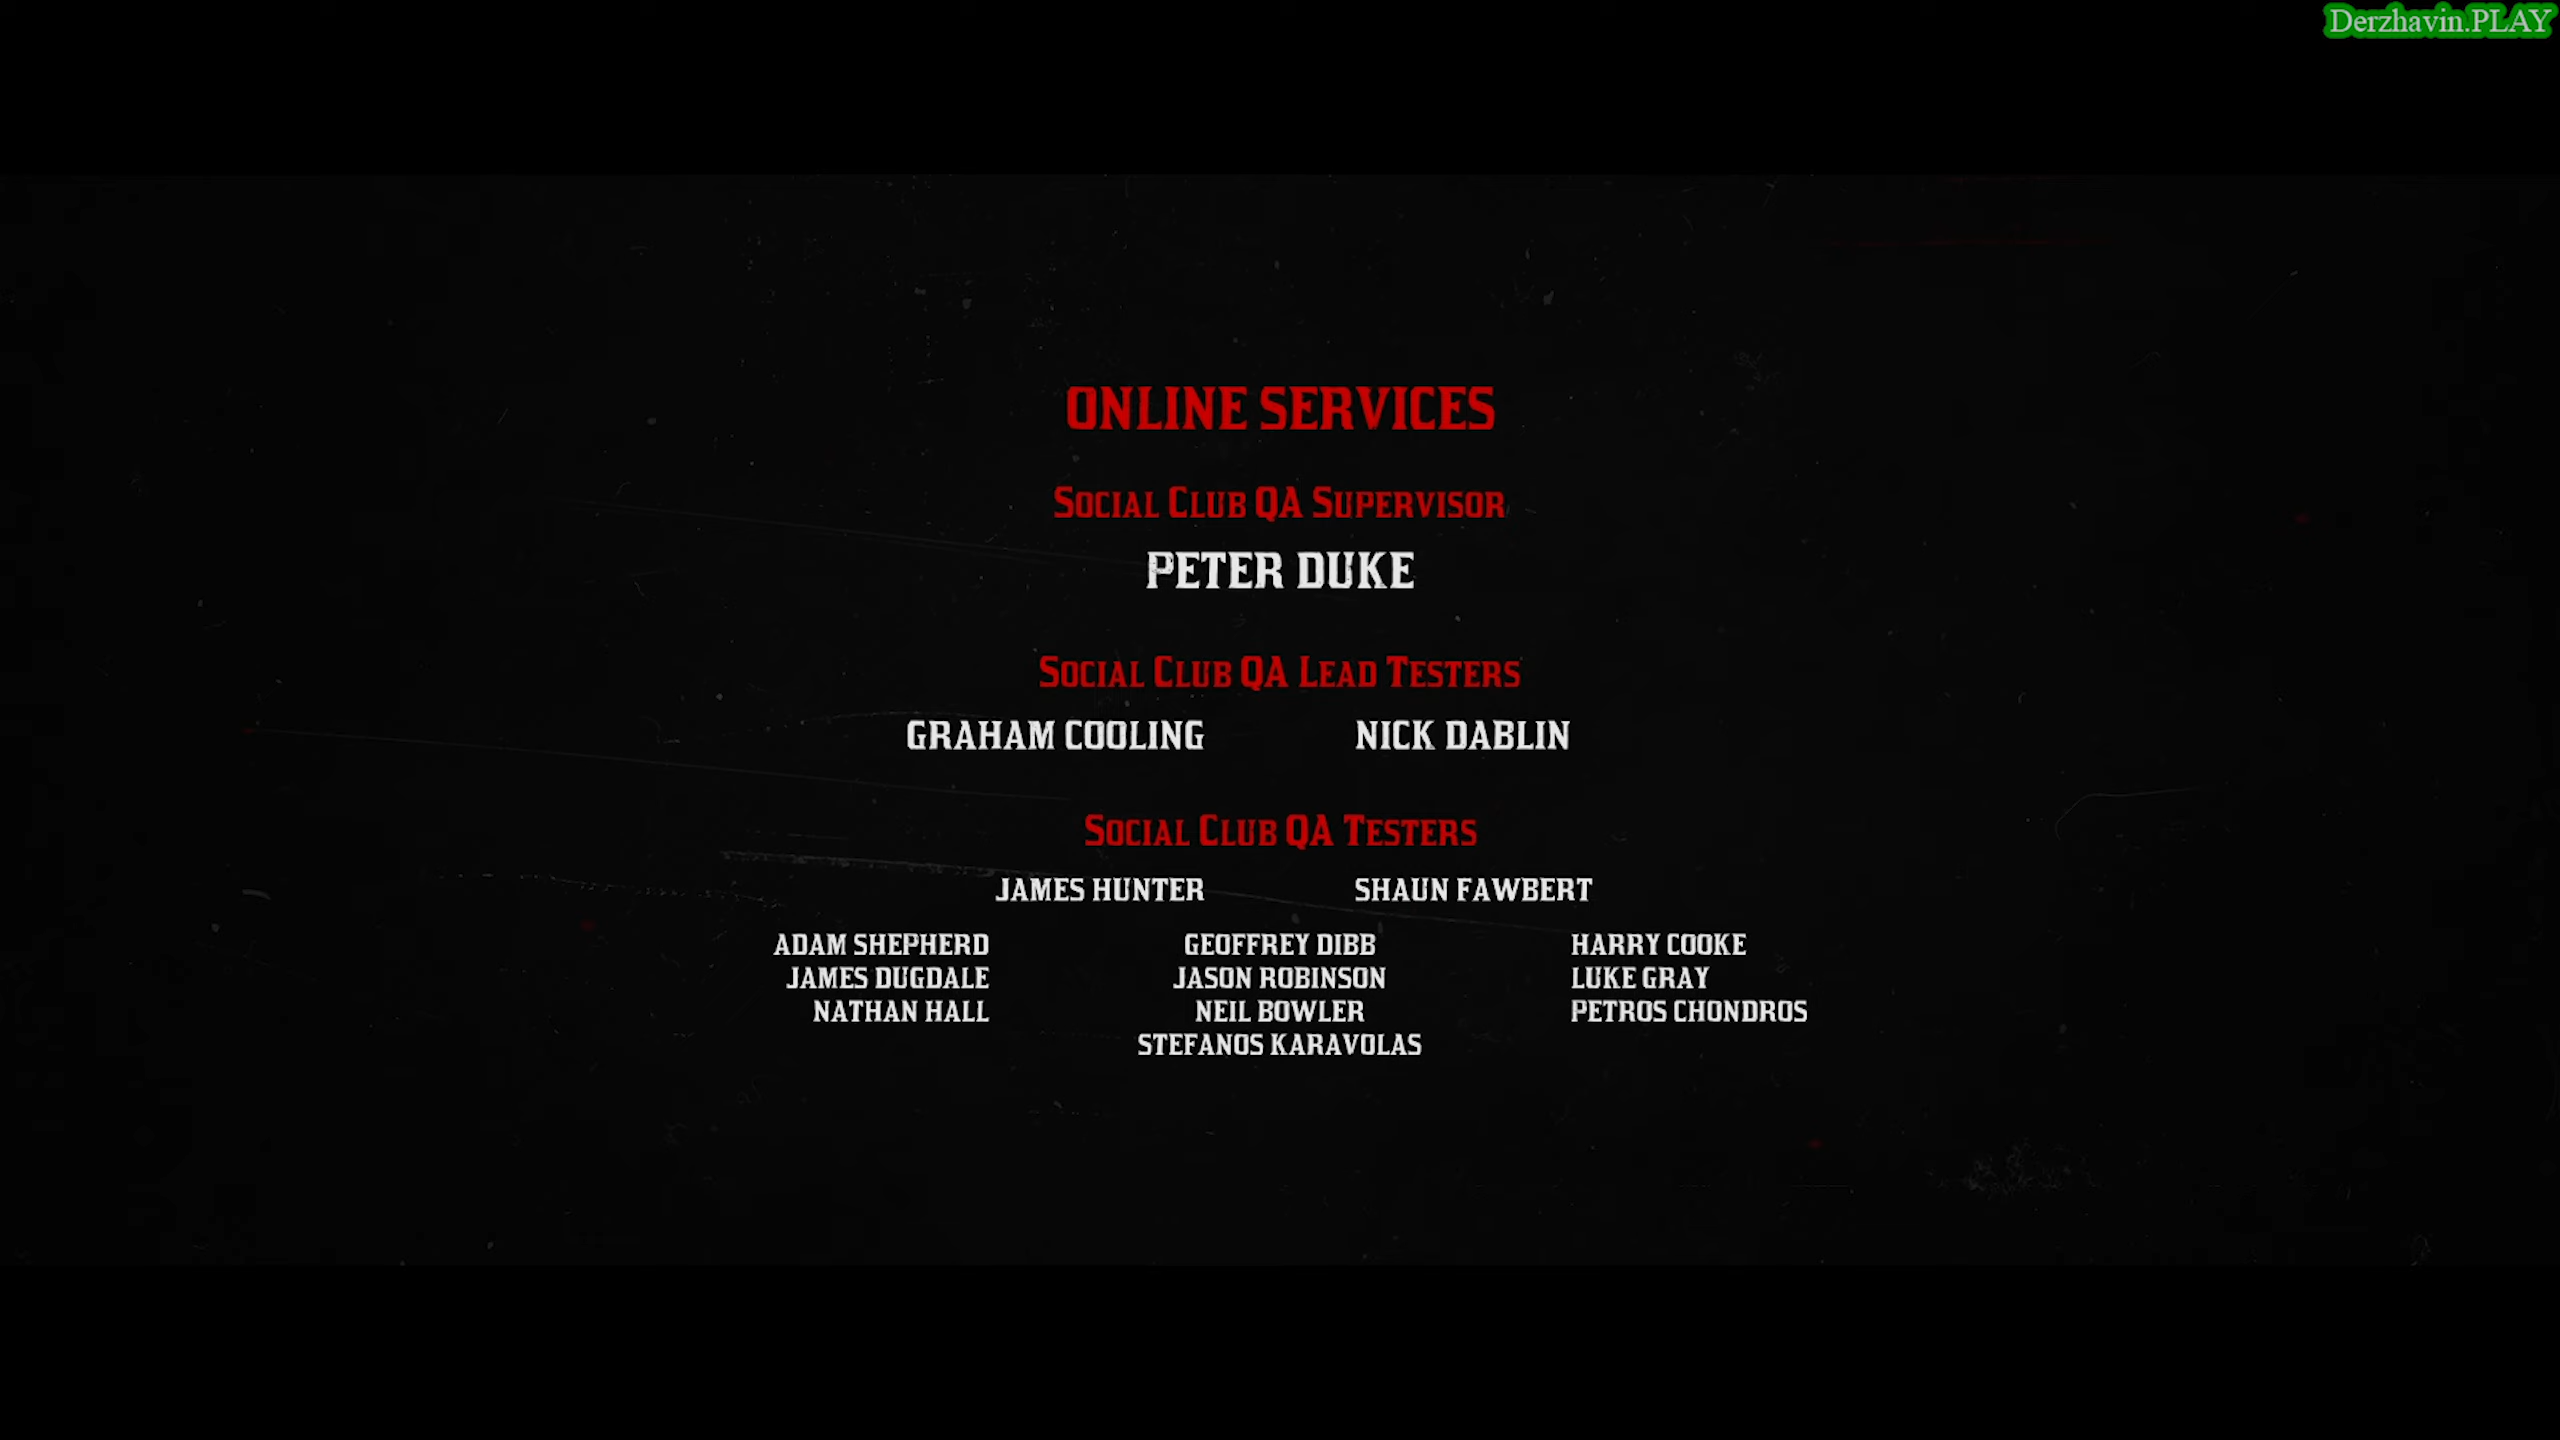 Derzhavin.PLAY
ONLINE SERVICES
SOCIAL CLUB QA SUPERVISOR
PETER DUKE
SOCIAL CLUB QA LEAD TESTERS
GRAHAM COOLING NICK DABLIN
SOCIAL CLUB QA TESTERS
JAMES HUNTER SHAUN FAWBERT
ADAM SHEPHERD GEOFFREY DIBB HARRY COOKE
JAMES DUGDALE JASON ROBINSON LUKE GRAY
NATHAN HALL NEIL BOWLER PETROS CHONDROS
STEFANOS KARAVOLAS